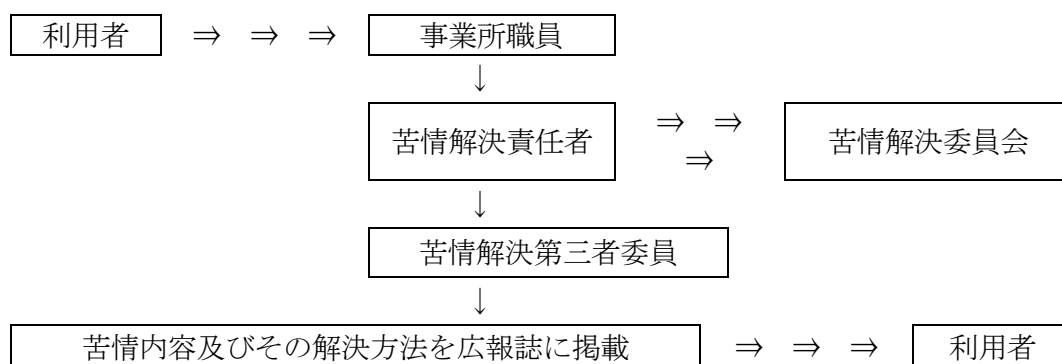 利用者 ⇒ ⇒ ⇒ 事業所職員
↓
苦情解決責任者 ⇒ ⇒ ⇒ 苦情解決委員会
↓
苦情解決第三者委員
↓
苦情内容及びその解決方法を広報誌に掲載 ⇒ ⇒ ⇒ 利用者